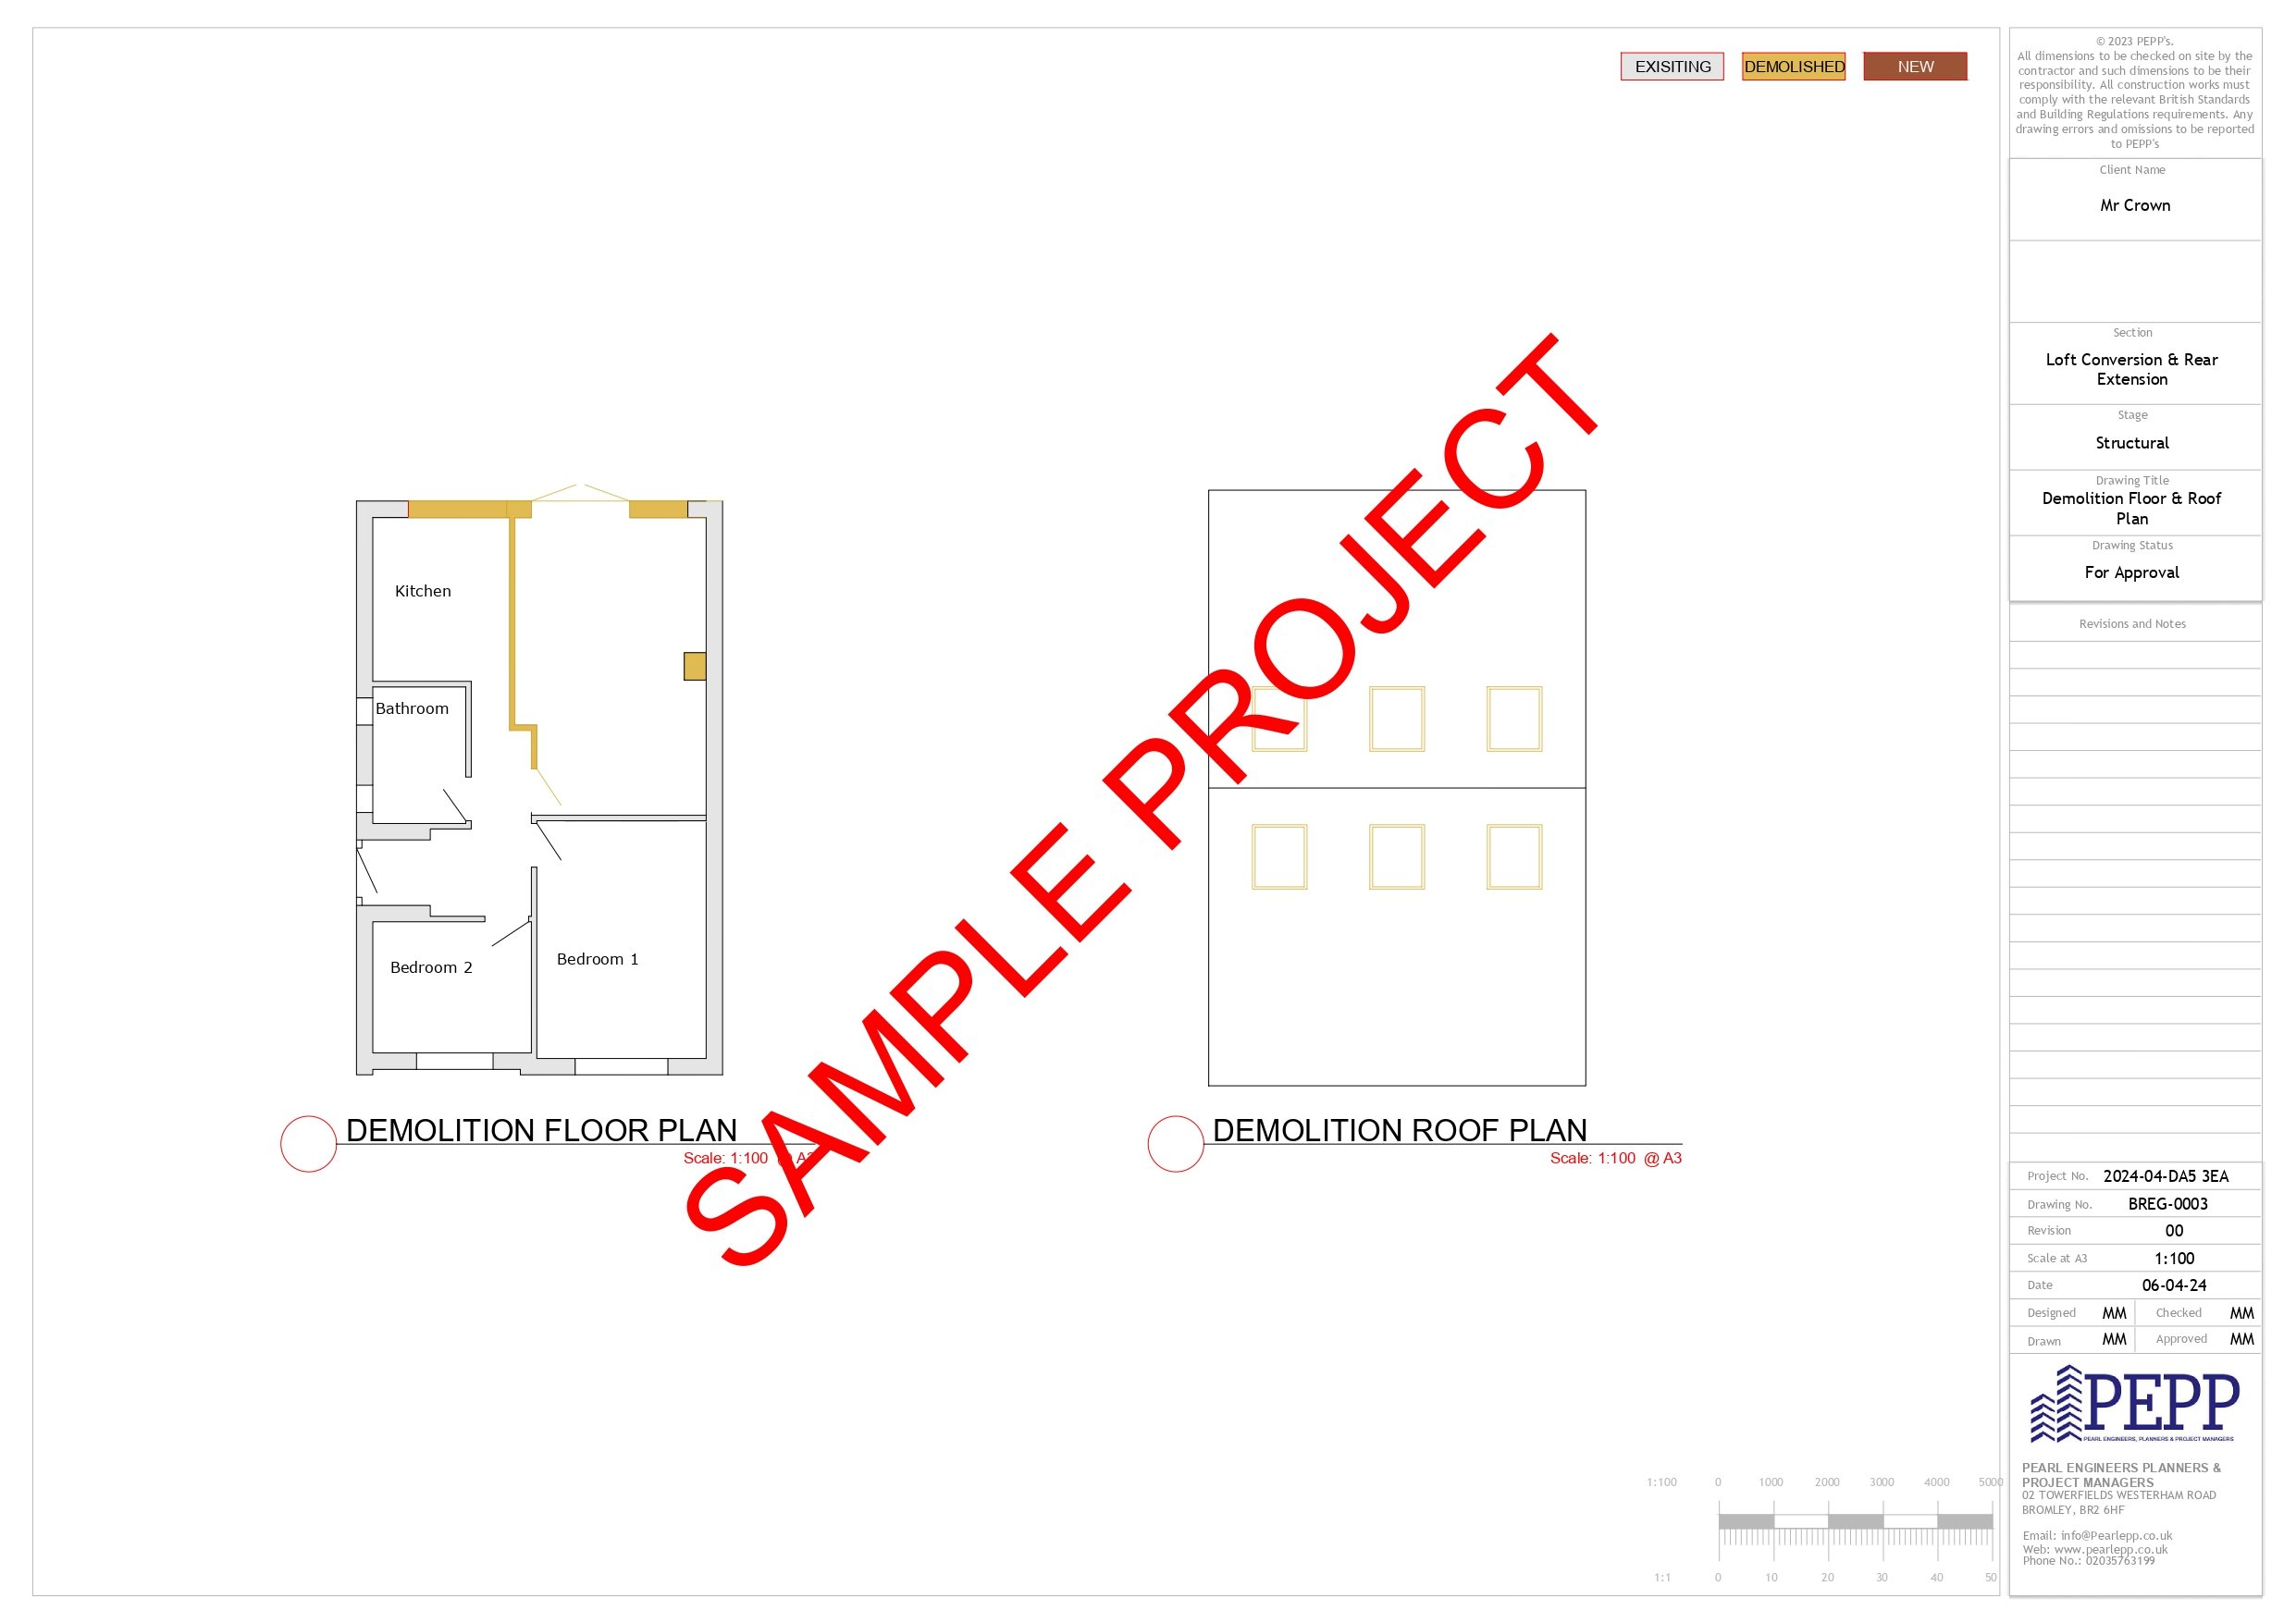 EXISITING
DEMOLISHED
NEW
Kitchen
Bathroom
Bedroom 2
Bedroom 1
DEMOLITION FLOOR PLAN
Scale: 1:100 @ A3
DEMOLITION ROOF PLAN
Scale: 1:100 @ A3
SAMPLE PROJECT
1:100 0 1000 2000 3000 4000 5000
1:1 0 10 20 30 40 50
© 2023 PEPP's.
All dimensions to be checked on site by the
contractor and such dimensions to be their
responsibility. All construction works must
comply with the relevant British Standards
and Building Regulations requirements. Any
drawing errors and omissions to be reported
to PEPP's
Client Name
Mr Crown
Section
Loft Conversion & Rear
Extension
Stage
Structural
Drawing Title
Demolition Floor & Roof
Plan
Drawing Status
For Approval
Revisions and Notes
Project No. 2024-04-DA5 3EA
Drawing No. BREG-0003
Revision 00
Scale at A3 1:100
Date 06-04-24
Designed MM Checked MM
Drawn MM Approved MM
PEPP
PEARL ENGINEERS, PLANNERS & PROJECT MANAGERS
PEARL ENGINEERS PLANNERS &
PROJECT MANAGERS
02 TOWERFIELDS WESTERHAM ROAD
BROMLEY, BR2 6HF
Email: info@Pearlepp.co.uk
Web: www.pearlepp.co.uk
Phone No.: 02035763199